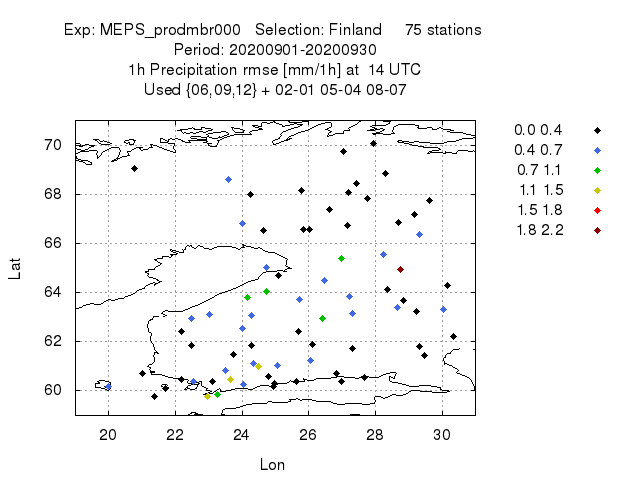 Exp: MEPS_prodmbr000 Selection: Finland 75 stations
Period: 20200901-20200930
1h Precipitation rmse [mm/1h] at 14 UTC
Used {06,09,12} + 02-01 05-04 08-07
0.0 0.4
0.4 0.7
0.7 1.1
1.1 1.5
1.5 1.8
1.8 2.2
70
68
66
64
62
60
Lat
20 22 24 26 28 30
Lon